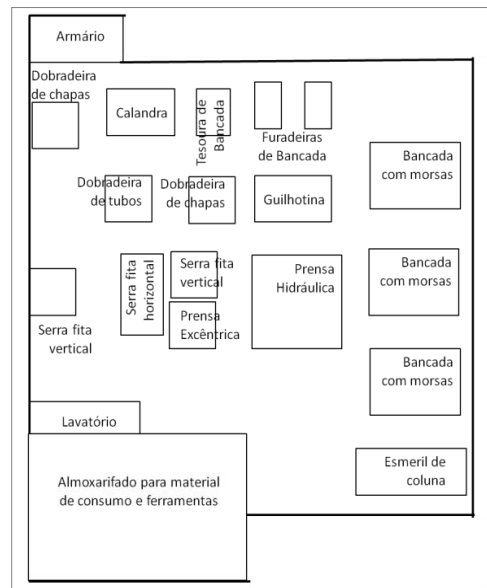 Armário
Dobradeira
de chapas
Calandra
Tesoura de
Bancada
Furadeiras
de Bancada
Bancada
com morsas
Dobradeira
de tubos
Dobradeira
de chapas
Guilhotina
Serra fita
horizontal
Serra fita
vertical
Prensa
Hidráulica
Bancada
com morsas
Serra fita
vertical
Prensa
Excêntrica
Bancada
com morsas
Lavatório
Almoxarifado para material
de consumo e ferramentas
Esmeril de
coluna